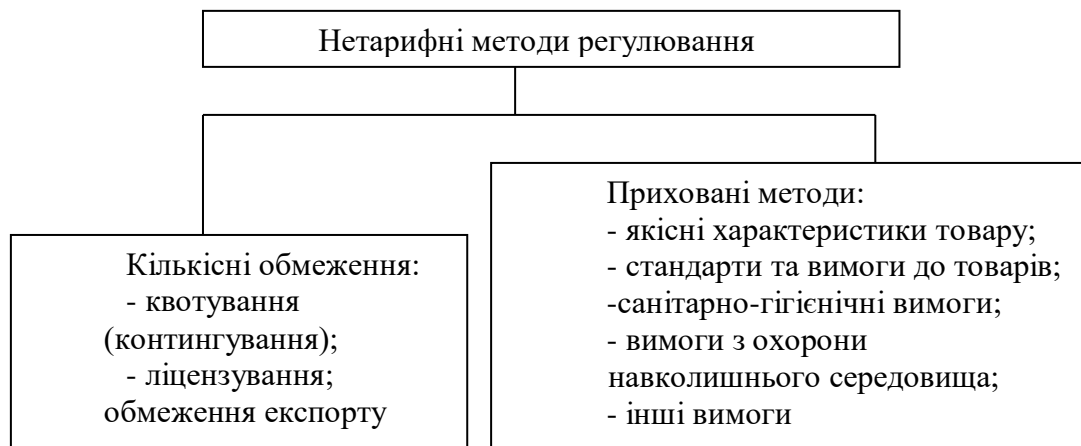 Нетарифні методи регулювання
Кількісні обмеження:
- квотування
(контингування);
- ліцензування;
обмеження експорту
Приховані методи:
- якісні характеристики товару;
- стандарти та вимоги до товарів;
-санітарно-гігієнічні вимоги;
- вимоги з охорони
навколишнього середовища;
- інші вимоги